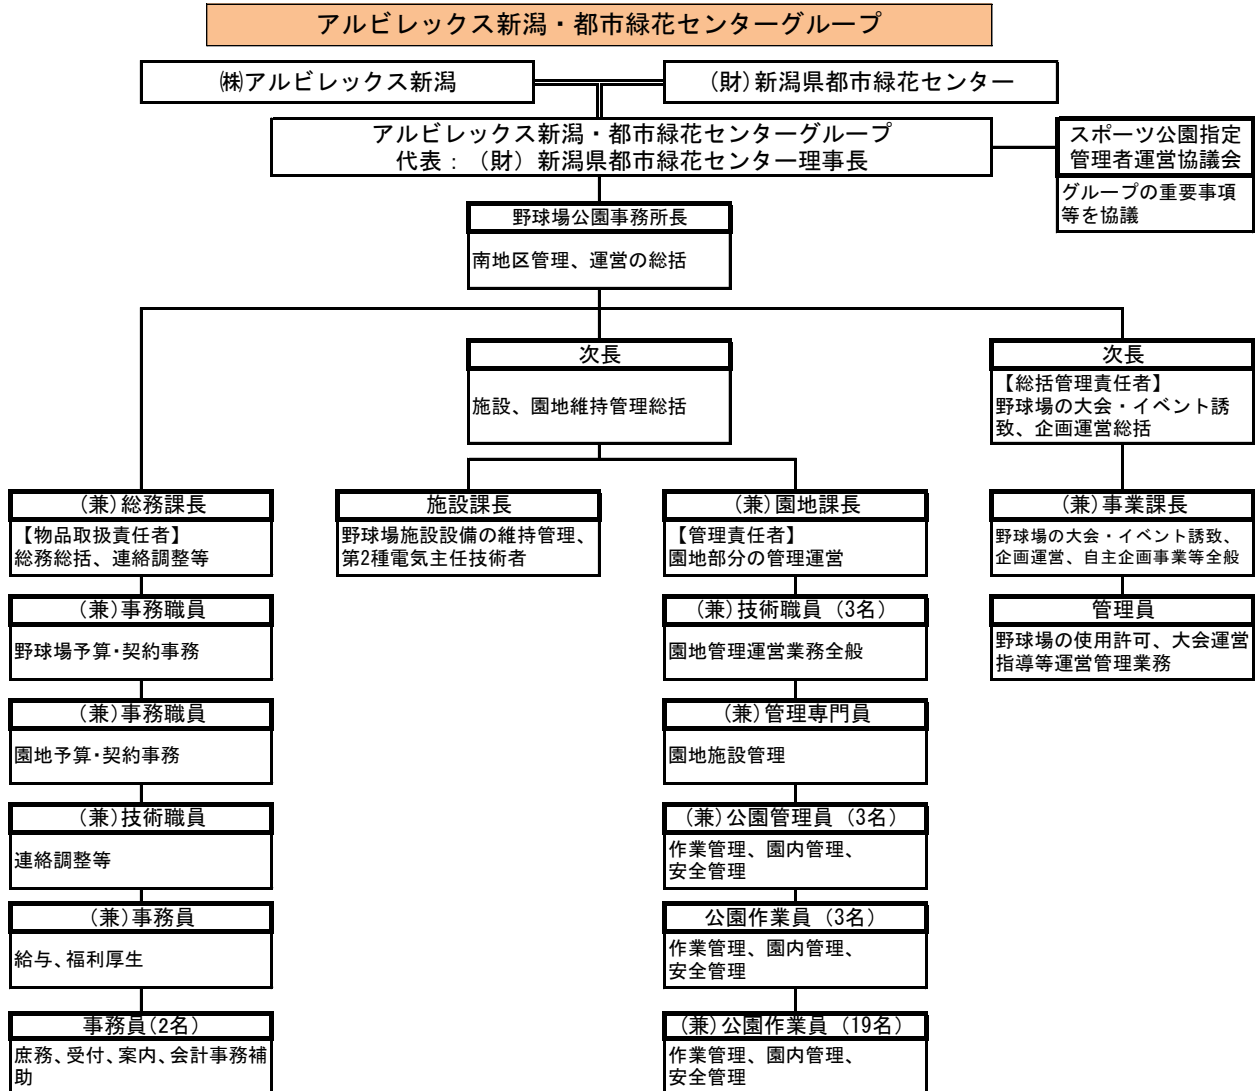 アルビレックス新潟・都市緑花センターグループ
㈱アルビレックス新潟
(財)新潟県都市緑花センター
アルビレックス新潟・都市緑花センターグループ
代表：（財）新潟県都市緑花センター理事長
スポーツ公園指定
管理者運営協議会
グループの重要事項
等を協議
野球場公園事務所長
南地区管理、運営の総括
次長
施設、園地維持管理総括
次長
【総括管理責任者】
野球場の大会・イベント誘
致、企画運営総括
(兼)総務課長
【物品取扱責任者】
総務総括、連絡調整等
(兼)事務職員
野球場予算･契約事務
(兼)事務職員
園地予算･契約事務
(兼)技術職員
連絡調整等
(兼)事務員
給与、福利厚生
事務員(2名)
庶務、受付、案内、会計事務補
助
施設課長
野球場施設設備の維持管理、
第2種電気主任技術者
(兼)園地課長
【管理責任者】
園地部分の管理運営
(兼)技術職員（3名）
園地管理運営業務全般
(兼)管理専門員
園地施設管理
(兼)公園管理員（3名）
作業管理、園内管理、
安全管理
公園作業員（3名）
作業管理、園内管理、
安全管理
(兼)公園作業員（19名）
作業管理、園内管理、
安全管理
(兼)事業課長
野球場の大会・イベント誘致、
企画運営、自主企画事業等全般
管理員
野球場の使用許可、大会運営
指導等運営管理業務